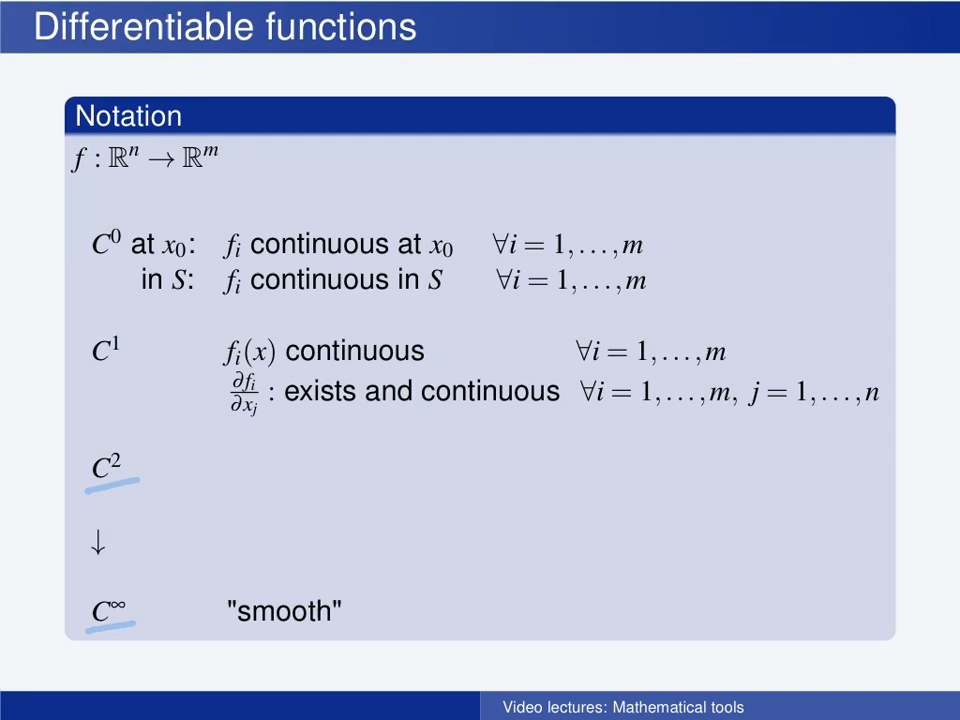 Differentiable functions
Notation
f : ℝⁿ → ℝᵐ
C⁰ at x₀: fᵢ continuous at x₀ ∀i = 1,...,m
in S: fᵢ continuous in S ∀i = 1,...,m
C¹ fᵢ(x) continuous ∀i = 1,...,m
∂fᵢ/∂xⱼ : exists and continuous ∀i = 1,...,m, j = 1,...,n
C²
↓
C^∞ "smooth"
Video lectures: Mathematical tools